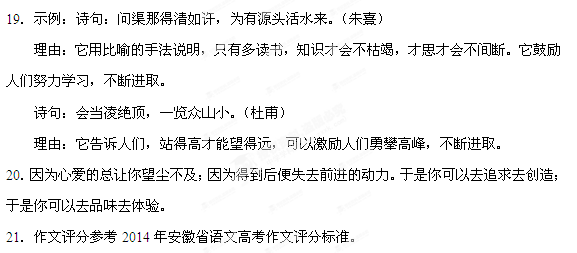 19. 示例：诗句：问渠那得清如许，为有源头活水来。（朱熹）
理由：它用比喻的手法说明，只有多读书，知识才会不枯竭，才思才会不间断。它鼓励
人们努力学习，不断进取。
诗句：会当凌绝顶，一览众山小。（杜甫）
理由：它告诉人们，站得高才能望得远，可以激励人们勇攀高峰，不断进取。
20. 因为心爱的总让你望尘不及；因为得到后便失去前进的动力。于是你可以去追求去创造；
于是你可以去品味去体验。
21. 作文评分参考 2014年安徽省语文高考作文评分标准。